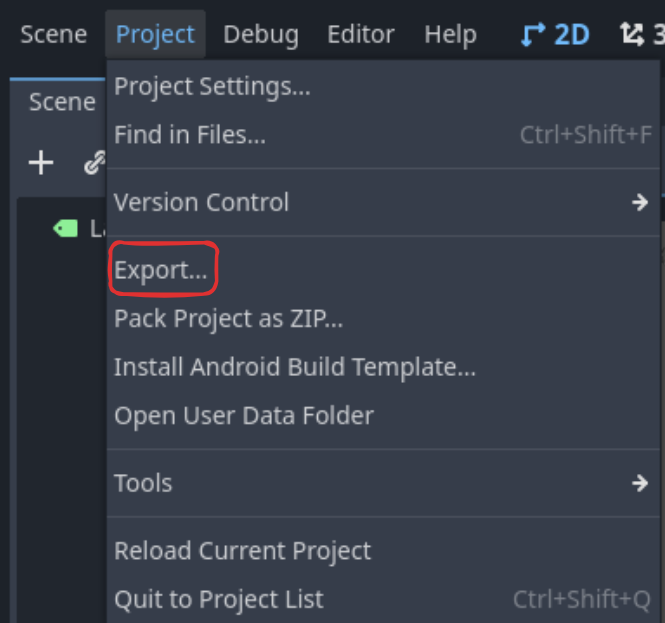 Scene Project Debug Editor Help 2D 3
Project Settings...
Scene
Find in Files... Ctrl+Shift+F
Version Control
Export...
Pack Project as ZIP...
Install Android Build Template...
Open User Data Folder
Tools
Reload Current Project
Quit to Project List Ctrl+Shift+Q